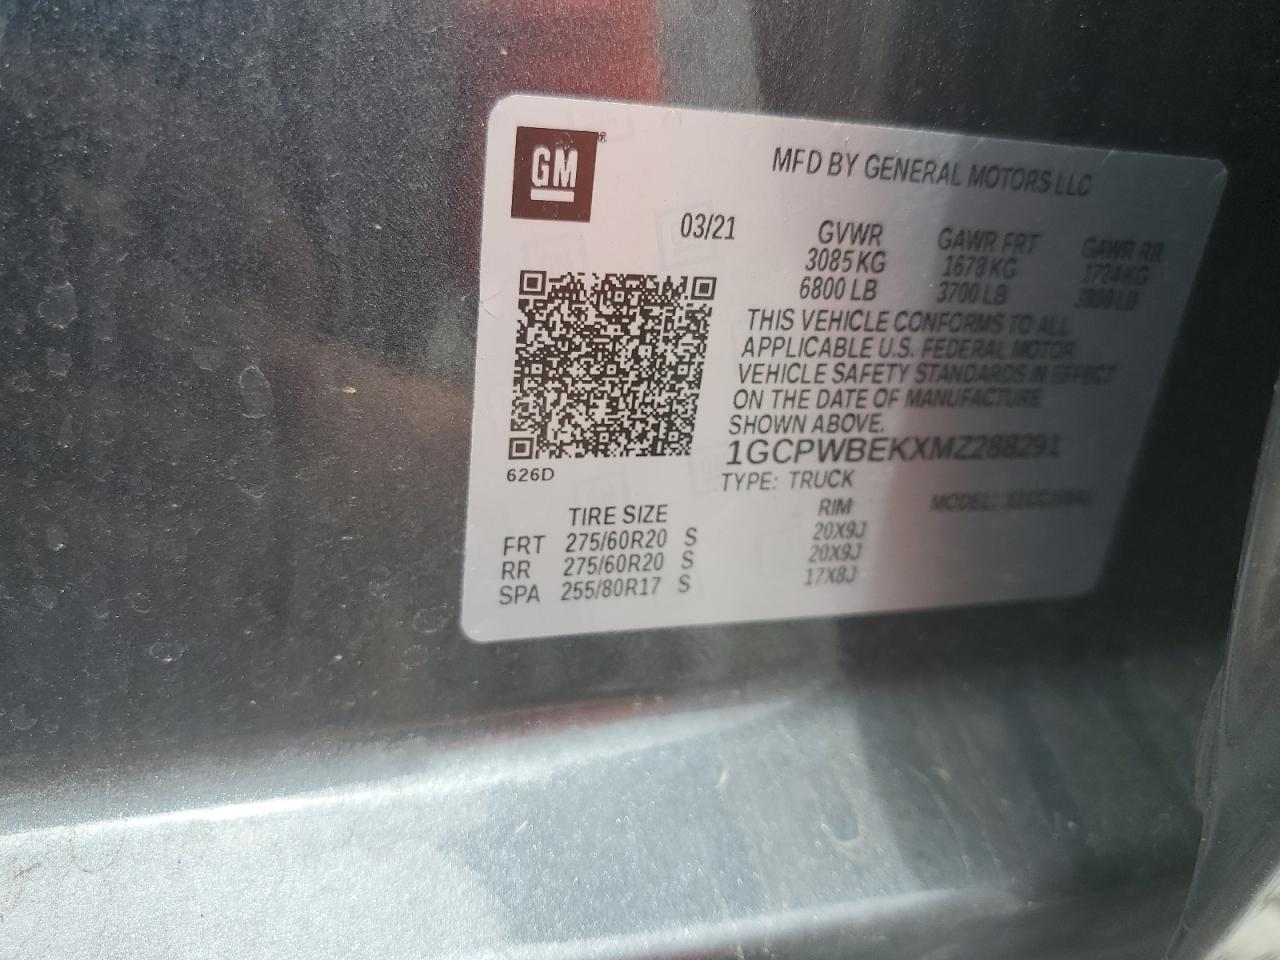 GM ®
MFD BY GENERAL MOTORS LLC
03/21 GVWR GAWR FRT GAWR RR
3085 KG 1678 KG 1724 KG
6800 LB 3700 LB 3800 LB
THIS VEHICLE CONFORMS TO ALL
APPLICABLE U.S. FEDERAL MOTOR
VEHICLE SAFETY STANDARDS IN EFFECT
ON THE DATE OF MANUFACTURE
SHOWN ABOVE.
1GCPWBEKXMZ288291
626D
TYPE: TRUCK MODEL:
TIRE SIZE RIM
FRT 275/60R20 S 20X9J
RR 275/60R20 S 20X9J
SPA 255/80R17 S 17X8J